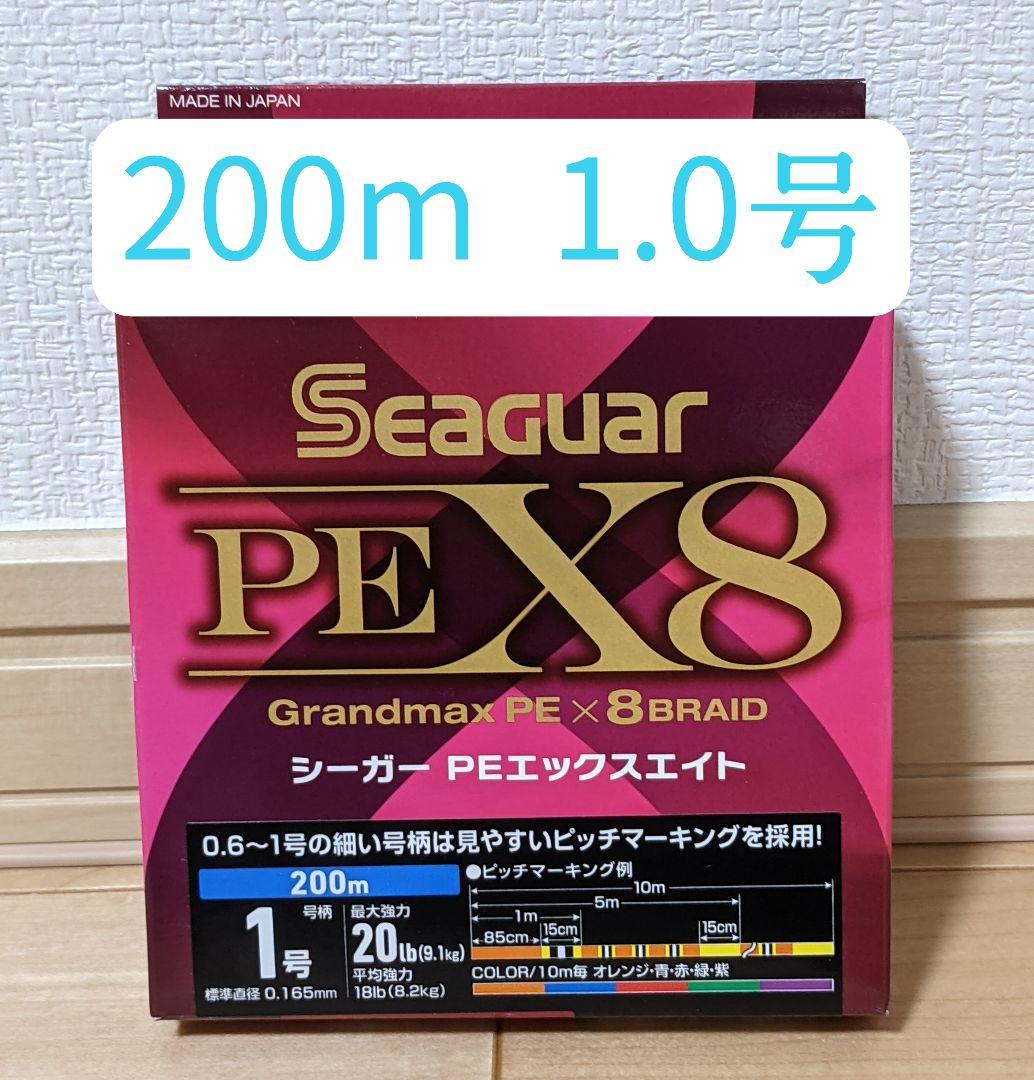 MADE IN JAPAN
200m 1.0号
Seaguar
PEX8
Grandmax PE×8BRAID
シーガー PEエックスエイト
0.6～1号の細い号柄は見やすいピッチマーキングを採用!
200m
号柄
1号
標準直径 0.165mm
最大強力
20lb(9.1kg)
平均強力
18lb(8.2kg)
●ピッチマーキング例
10m
5m
1m
85cm
15cm
15cm
COLOR/10m毎 オレンジ・青・赤・緑・紫